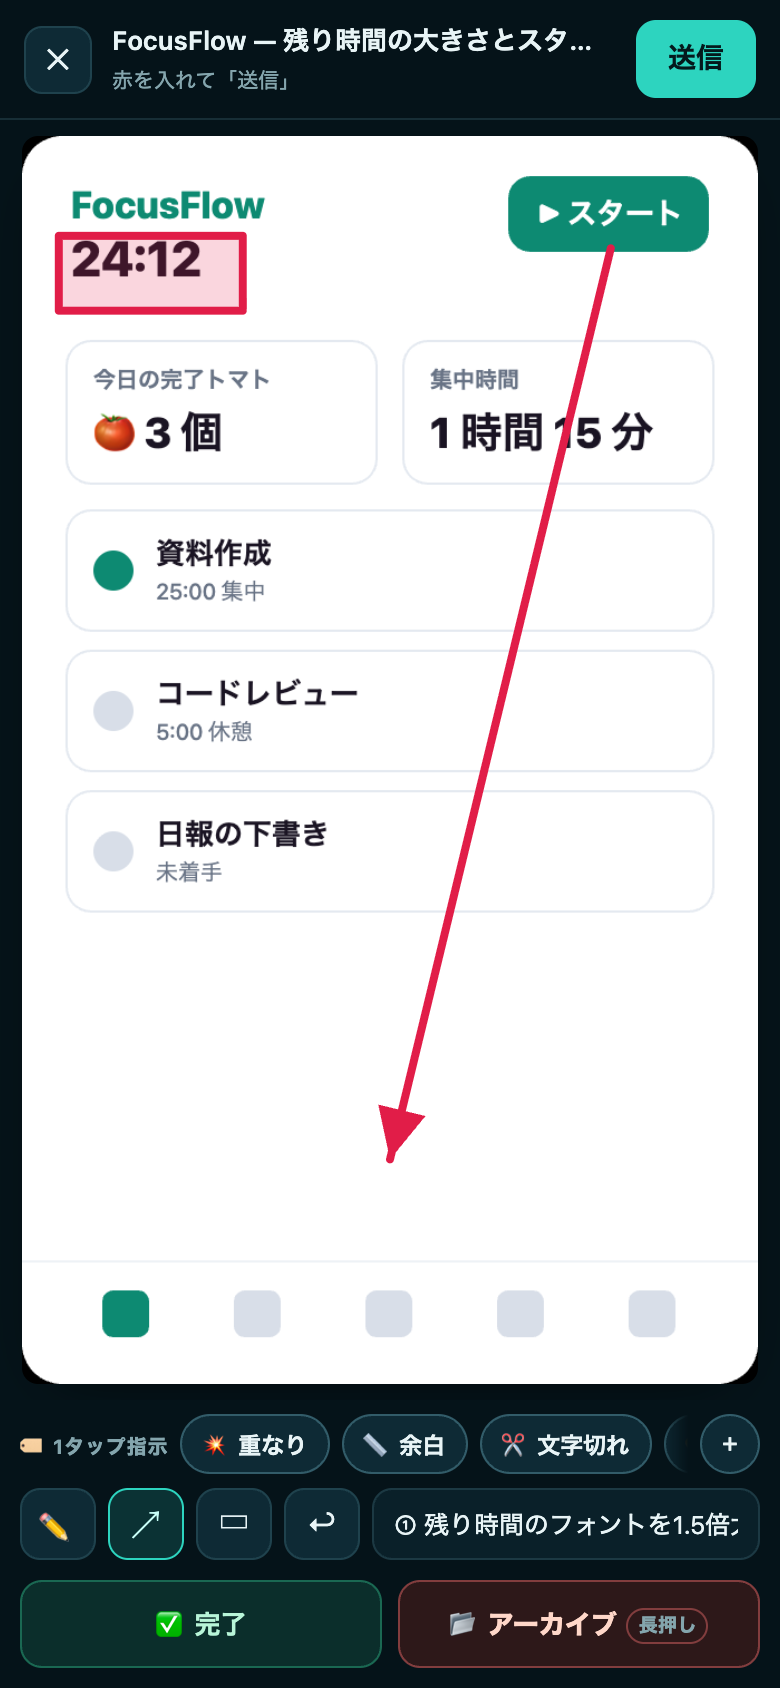 FocusFlow — 残り時間の大きさとスタ...
赤を入れて「送信」
送信
FocusFlow
▶ スタート
24:12
今日の完了トマト
🍅 3 個
集中時間
1 時間 15 分
資料作成
25:00 集中
コードレビュー
5:00 休憩
日報の下書き
未着手
🏷️ 1タップ指示
💥 重なり
📏 余白
✂️ 文字切れ
+
① 残り時間のフォントを1.5倍
✅ 完了
📂 アーカイブ 長押し